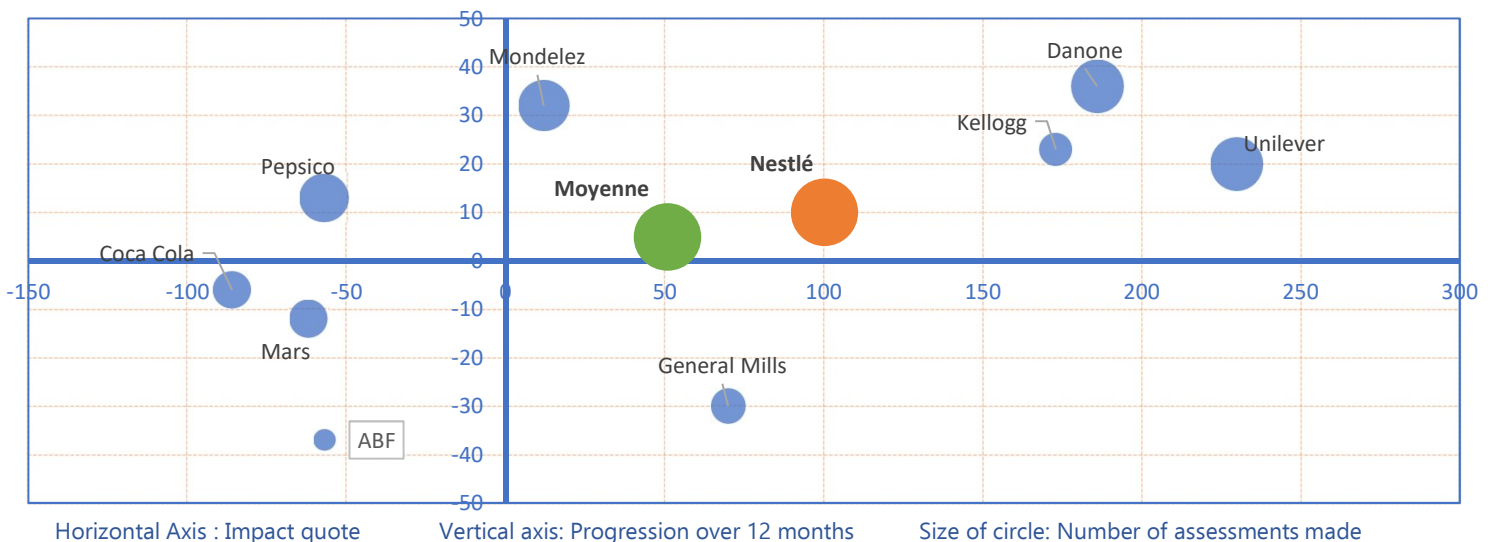 50
Mondelez
Danone
40
30
Kellogg
Unilever
Pepsico
20
Nestlé
Moyenne
10
Coca Cola
0
-150
-100
-50
0
50
100
150
200
250
300
-10
Mars
-20
General Mills
-30
ABF
-40
-50
Horizontal Axis : Impact quote
Vertical axis: Progression over 12 months
Size of circle: Number of assessments made